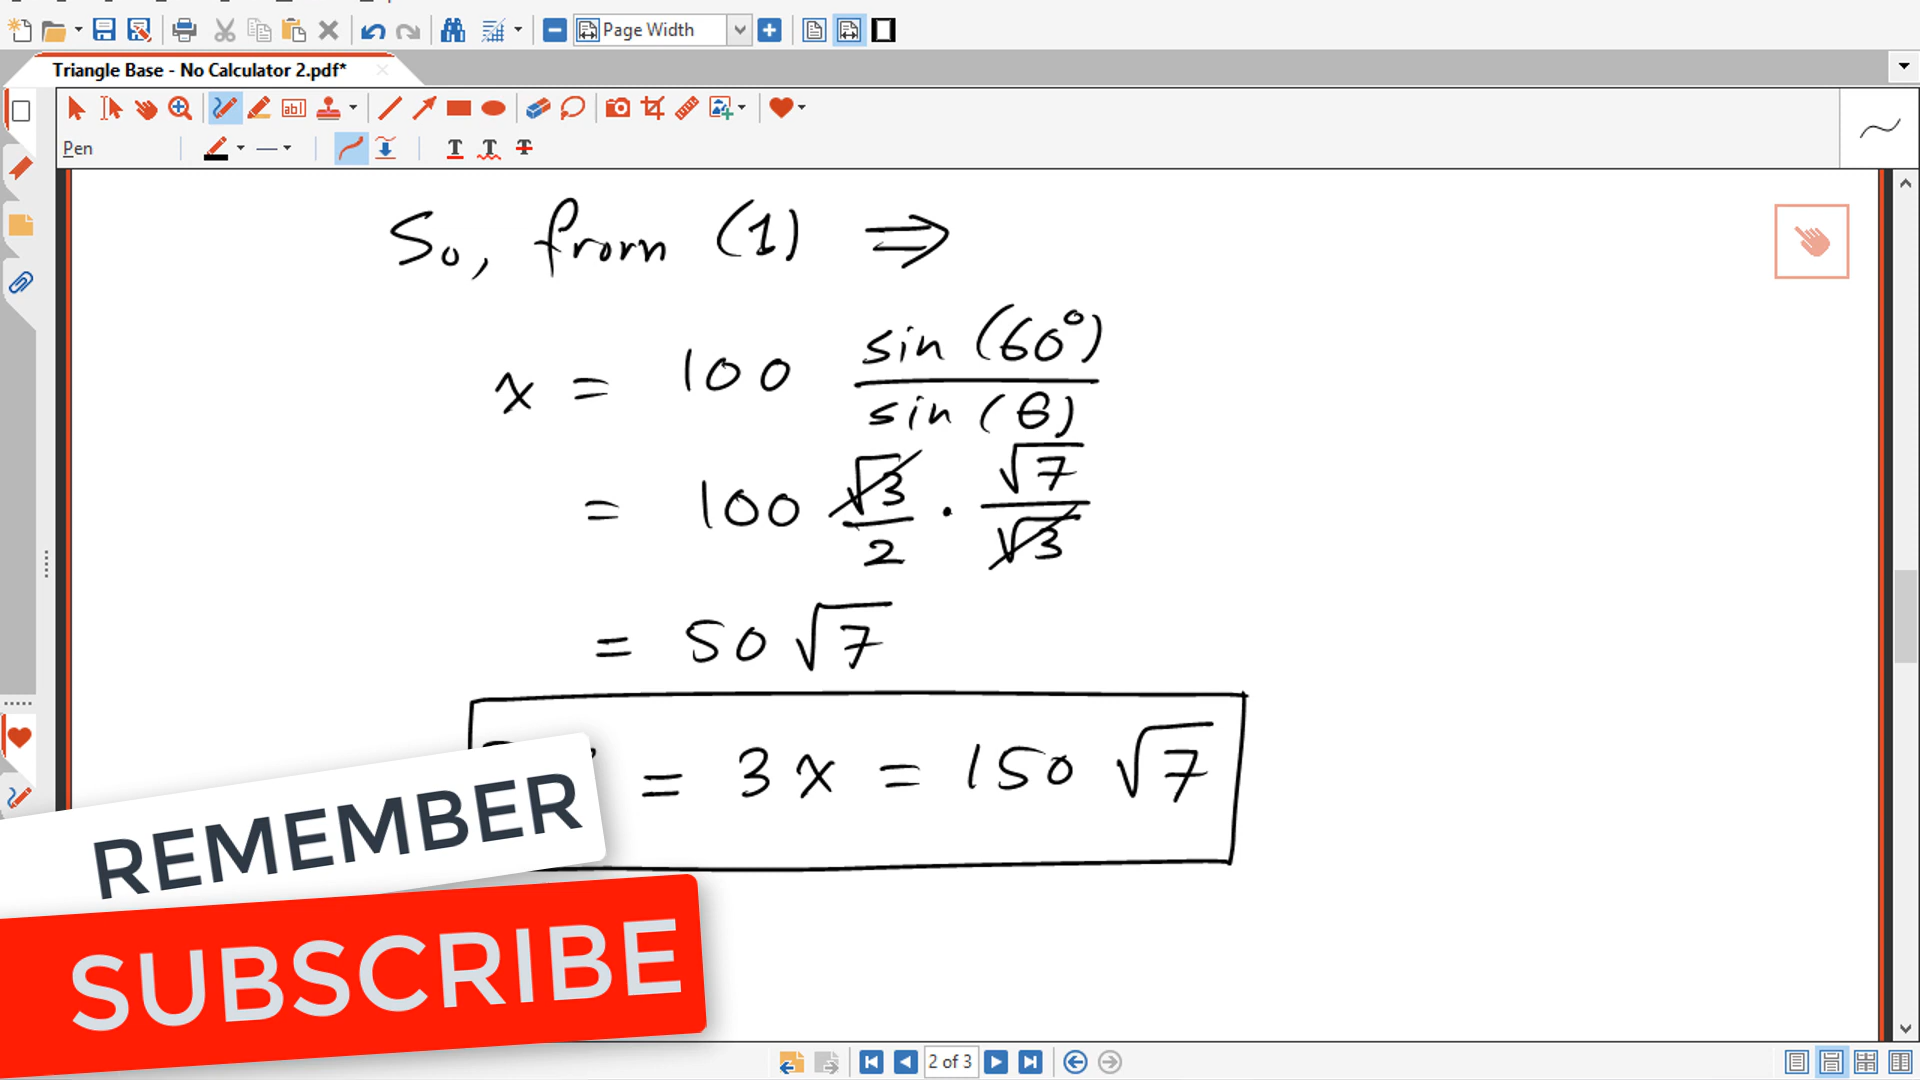 Page Width
Triangle Base - No Calculator 2.pdf*
Pen
So, from (1) ⇒
x = 100 sin (60°) / sin (θ)
= 100 √3/2 · √7/√3
= 50 √7
= 3x = 150 √7
REMEMBER
SUBSCRIBE
2 of 3